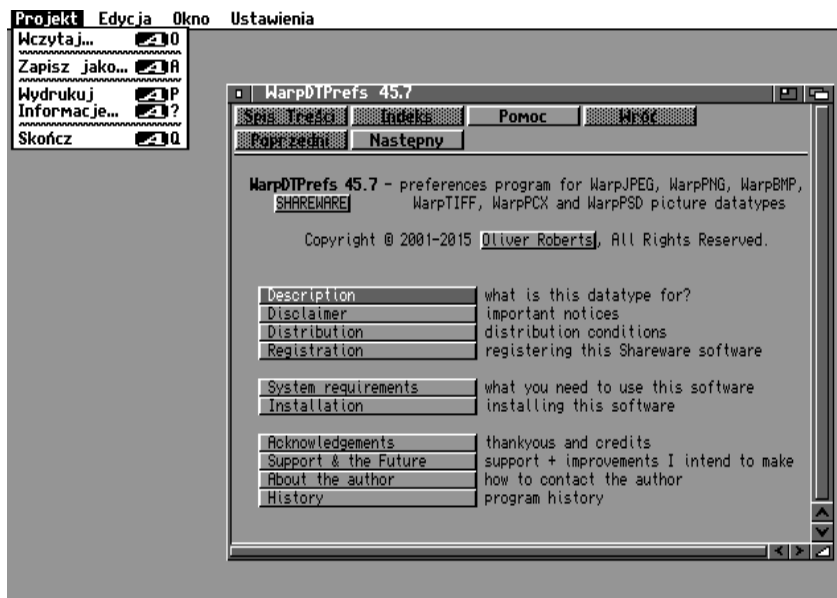 Projekt Edycja Okno Ustawienia
Wczytaj... A O
Zapisz jako... A A
Wydrukuj A P
Informacje... A ?
Skończ A Q
WarpDTPrefs 45.7
Spis Treści Indeks Pomoc Wróć
Poprzedni Następny
WarpDTPrefs 45.7 - preferences program for WarpJPEG, WarpPNG, WarpBMP,
SHAREWARE WarpTIFF, WarpPCX and WarpPSD picture datatypes
Copyright © 2001-2015 Oliver Roberts, All Rights Reserved.
Description what is this datatype for?
Disclaimer important notices
Distribution distribution conditions
Registration registering this Shareware software
System requirements what you need to use this software
Installation installing this software
Acknowledgements thankyous and credits
Support & the Future support + improvements I intend to make
About the author how to contact the author
History program history